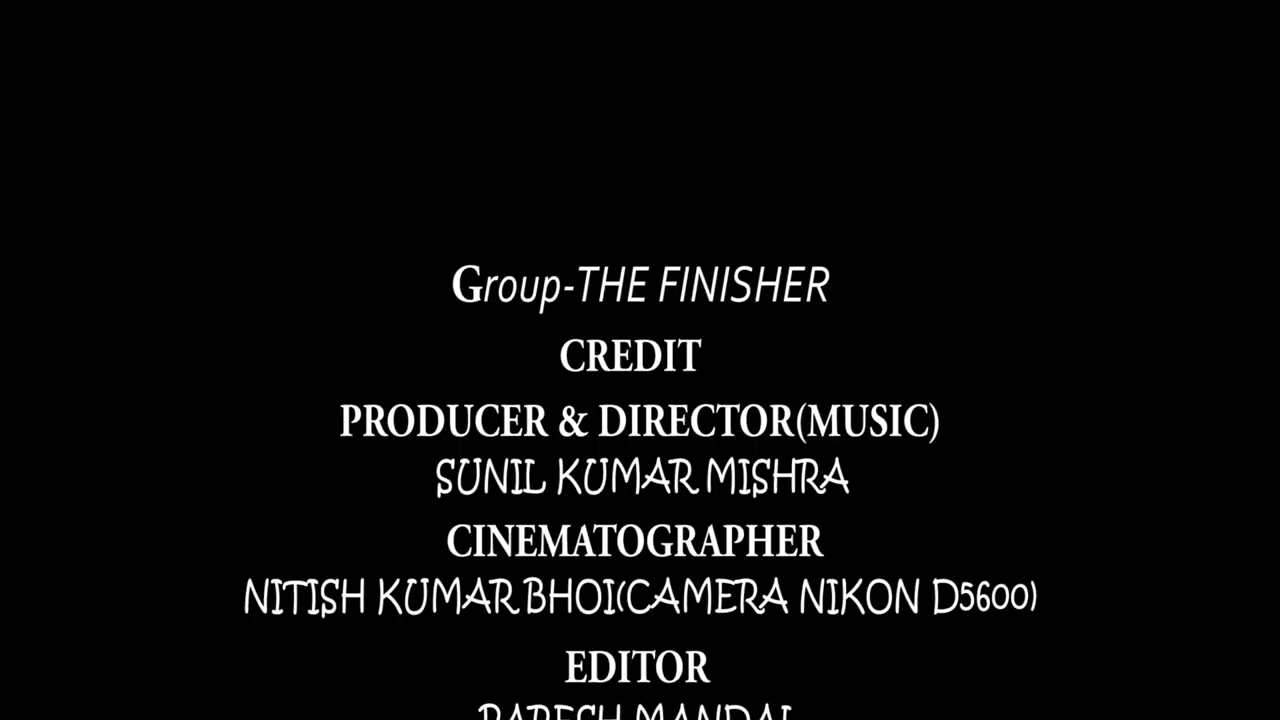 Group-THE FINISHER
CREDIT
PRODUCER & DIRECTOR(MUSIC)
SUNIL KUMAR MISHRA
CINEMATOGRAPHER
NITISH KUMAR BHOI(CAMERA NIKON D5600)
EDITOR